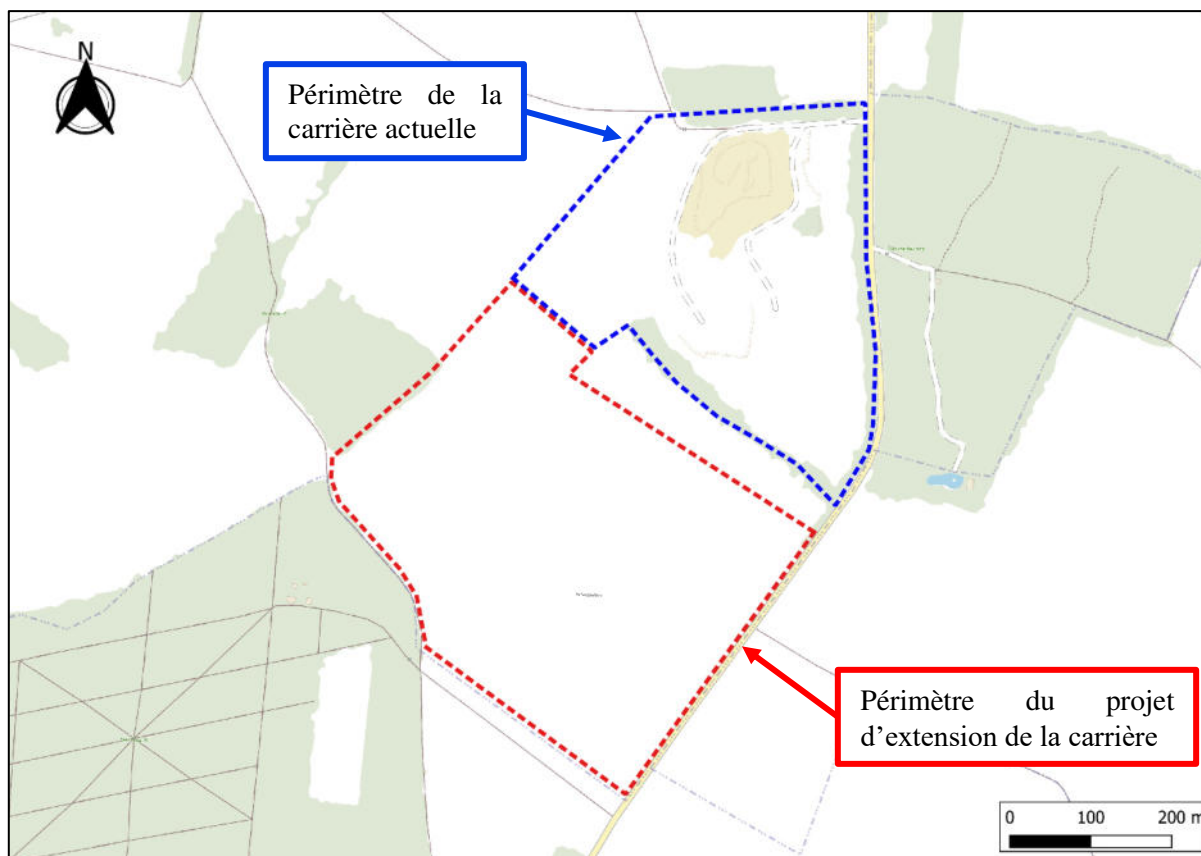 N
Périmètre de la
carrière actuelle
Périmètre du projet
d’extension de la carrière
0 100 200 m